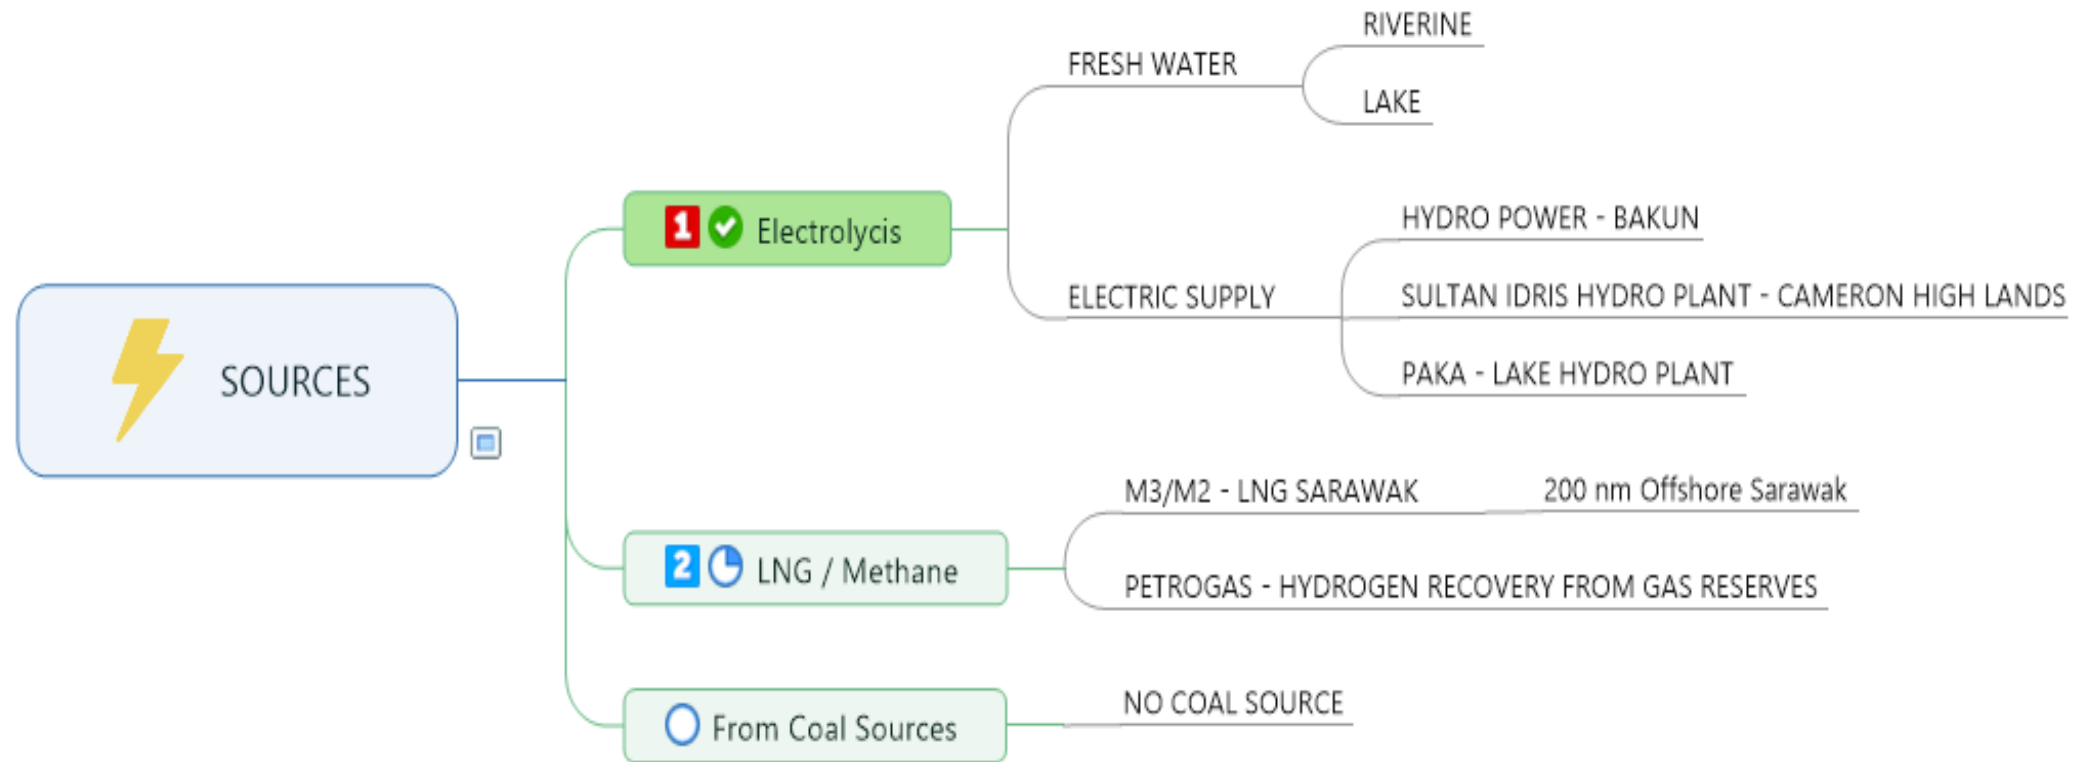 SOURCES
1 Electrolycis
FRESH WATER
RIVERINE
LAKE
ELECTRIC SUPPLY
HYDRO POWER - BAKUN
SULTAN IDRIS HYDRO PLANT - CAMERON HIGH LANDS
PAKA - LAKE HYDRO PLANT
2 LNG / Methane
M3/M2 - LNG SARAWAK
200 nm Offshore Sarawak
PETROGAS - HYDROGEN RECOVERY FROM GAS RESERVES
From Coal Sources
NO COAL SOURCE